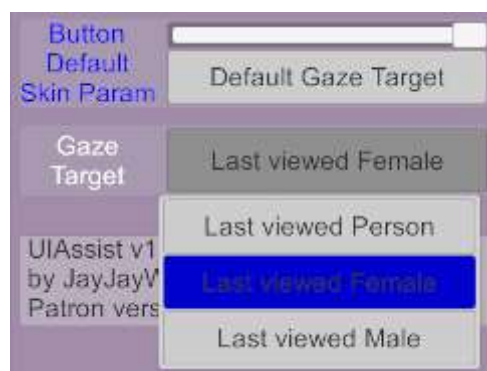 Button
Default
Skin Param
Default Gaze Target
Gaze
Target
Last viewed Female
Last viewed Person
Last viewed Female
Last viewed Male
UIAssist v1
by JayJayW
Patron vers